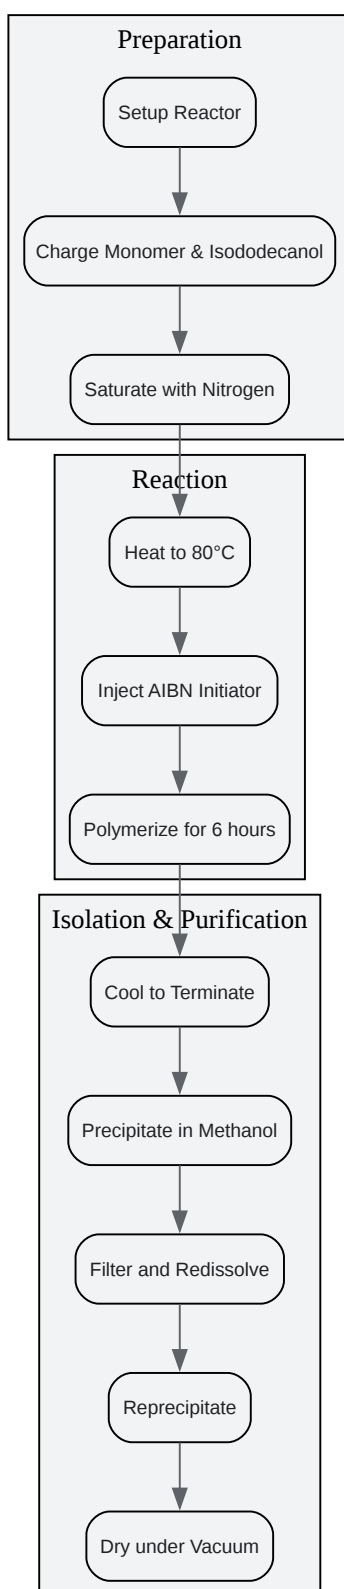 Preparation
Setup Reactor
Charge Monomer & Isododecanol
Saturate with Nitrogen
Reaction
Heat to 80°C
Inject AIBN Initiator
Polymerize for 6 hours
Isolation & Purification
Cool to Terminate
Precipitate in Methanol
Filter and Redissolve
Reprecipitate
Dry under Vacuum